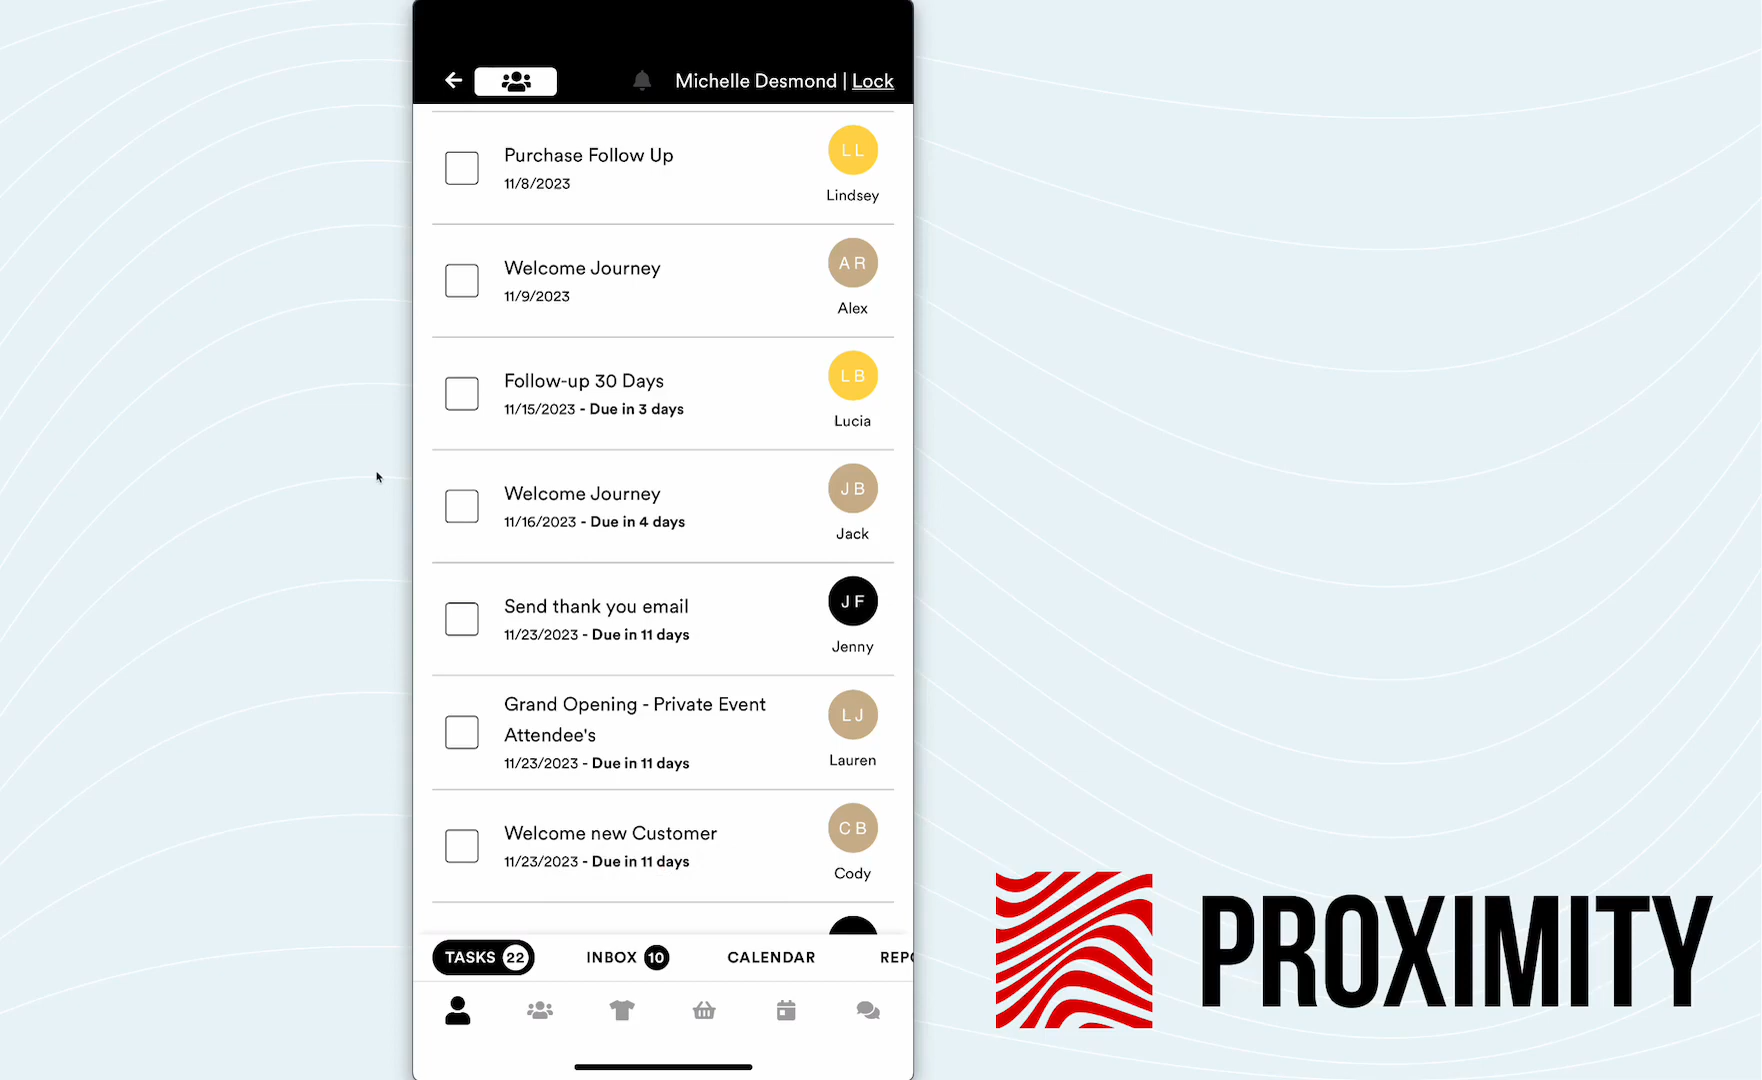 Michelle Desmond | Lock
Purchase Follow Up
11/8/2023
LL
Lindsey
Welcome Journey
11/9/2023
AR
Alex
Follow-up 30 Days
11/15/2023 - Due in 3 days
LB
Lucia
Welcome Journey
11/16/2023 - Due in 4 days
JB
Jack
Send thank you email
11/23/2023 - Due in 11 days
JF
Jenny
Grand Opening - Private Event
Attendee's
11/23/2023 - Due in 11 days
LJ
Lauren
Welcome new Customer
11/23/2023 - Due in 11 days
CB
Cody
TASKS 22 INBOX 10 CALENDAR
PROXIMITY